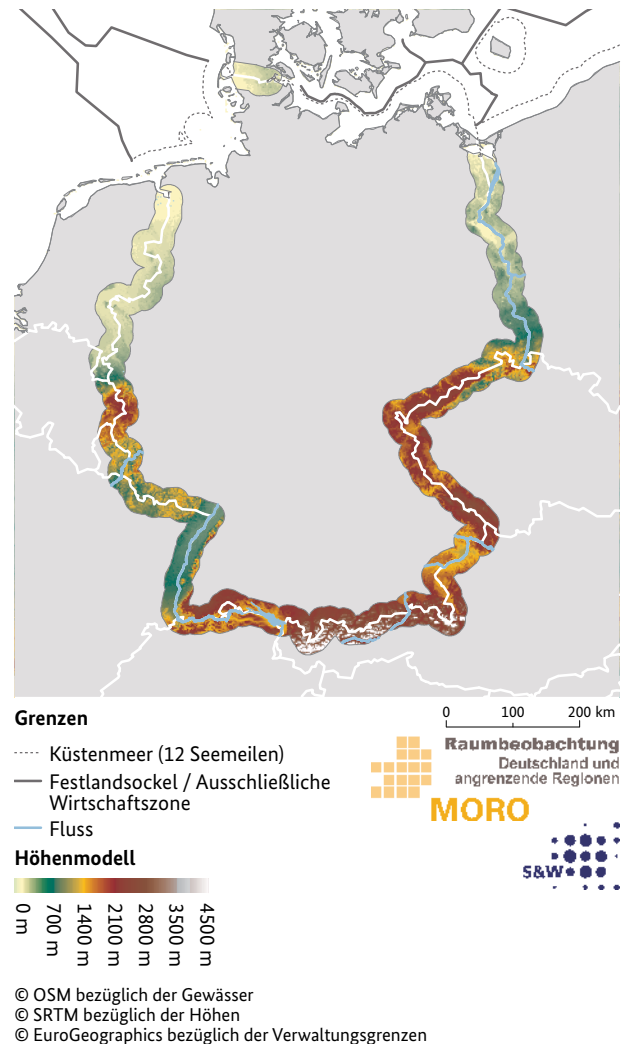 Grenzen
0 100 200 km
Küstenmeer (12 Seemeilen)
Festlandsockel / Ausschließliche
Wirtschaftszone
Fluss
Raumbeobachtung
Deutschland und
angrenzende Regionen
MORO
S&W
Höhenmodell
0 m
700 m
1400 m
2100 m
2800 m
3500 m
4500 m
© OSM bezüglich der Gewässer
© SRTM bezüglich der Höhen
© EuroGeographics bezüglich der Verwaltungsgrenzen